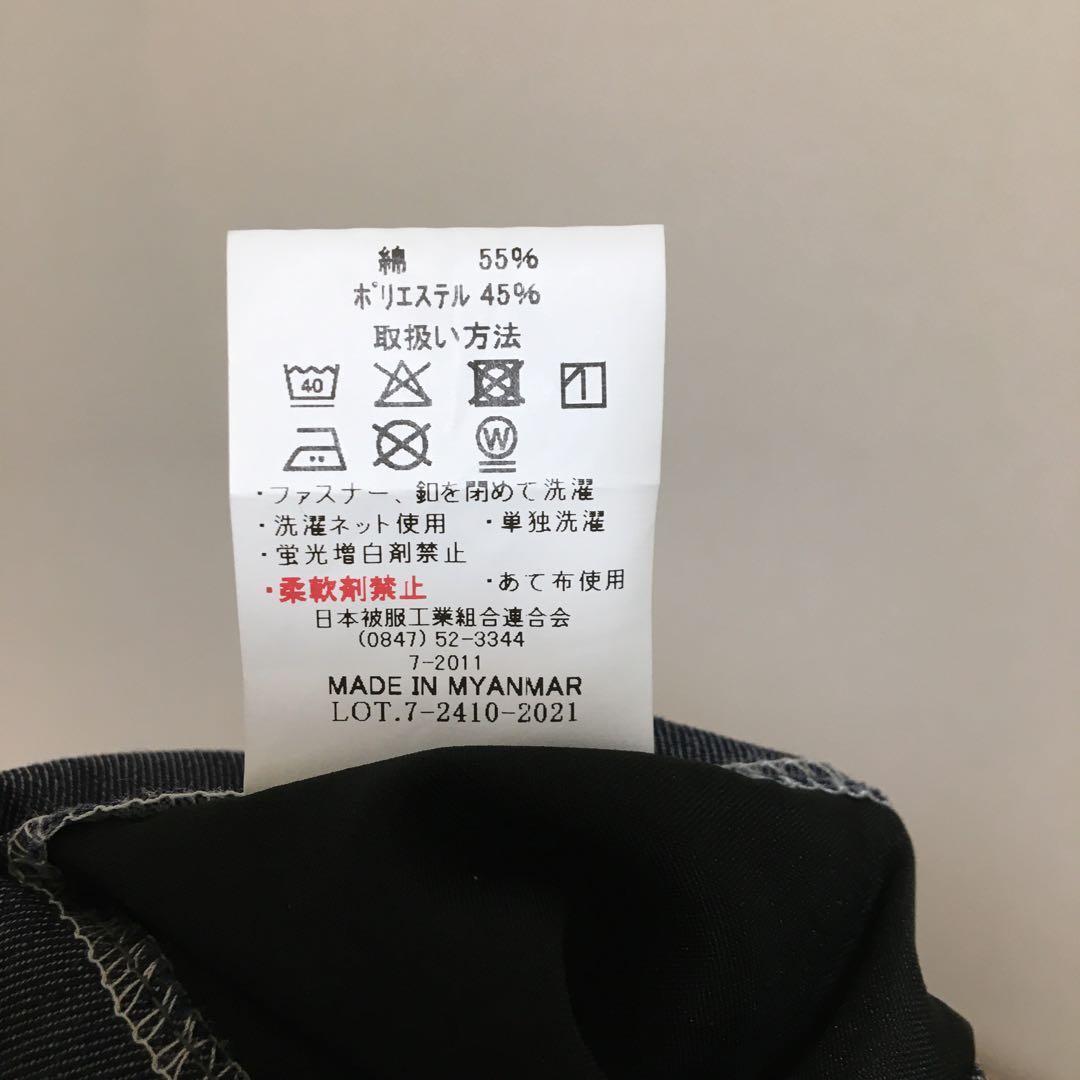 綿 55%
ポリエステル 45%
取扱い方法
40
W
・ファスナー、釦を閉めて洗濯
・洗濯ネット使用 ・単独洗濯
・蛍光増白剤禁止
・柔軟剤禁止 ・あて布使用
日本被服工業組合連合会
(0847) 52-3344
7-2011
MADE IN MYANMAR
LOT.7-2410-2021